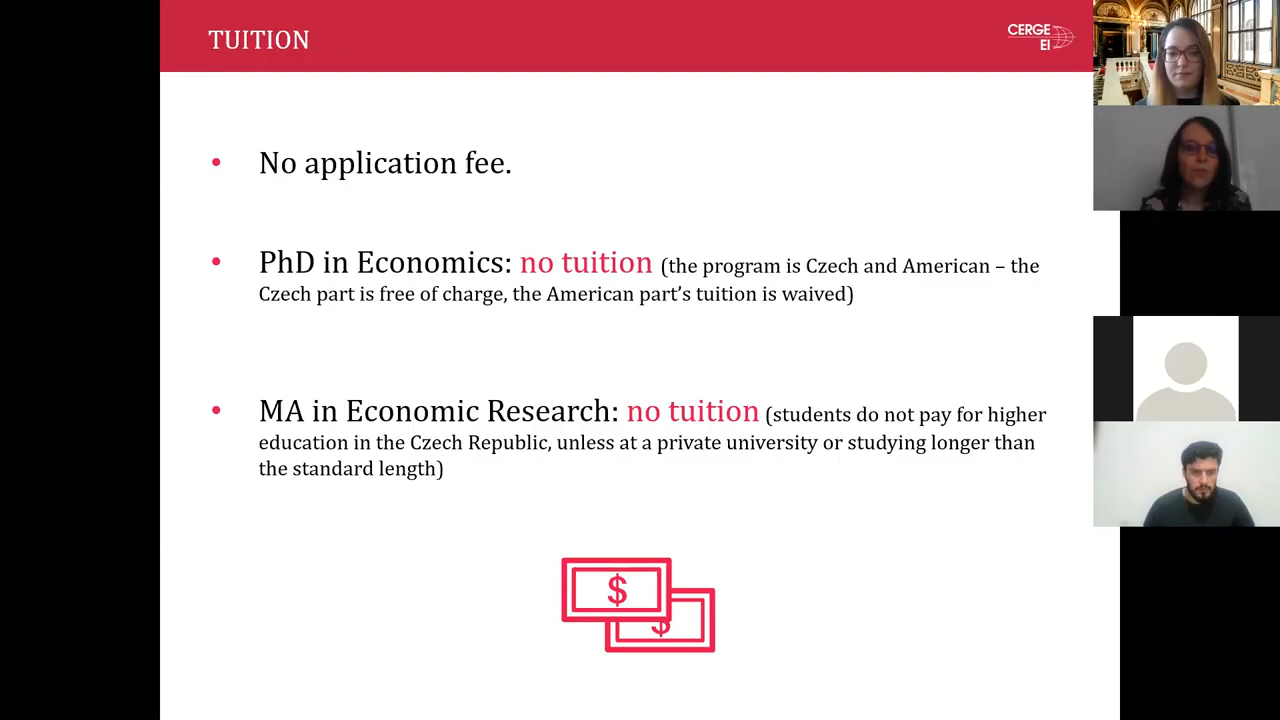 TUITION
CERGE
EI
• No application fee.
• PhD in Economics: no tuition (the program is Czech and American – the
Czech part is free of charge, the American part’s tuition is waived)
• MA in Economic Research: no tuition (students do not pay for higher
education in the Czech Republic, unless at a private university or studying longer than
the standard length)
$
$